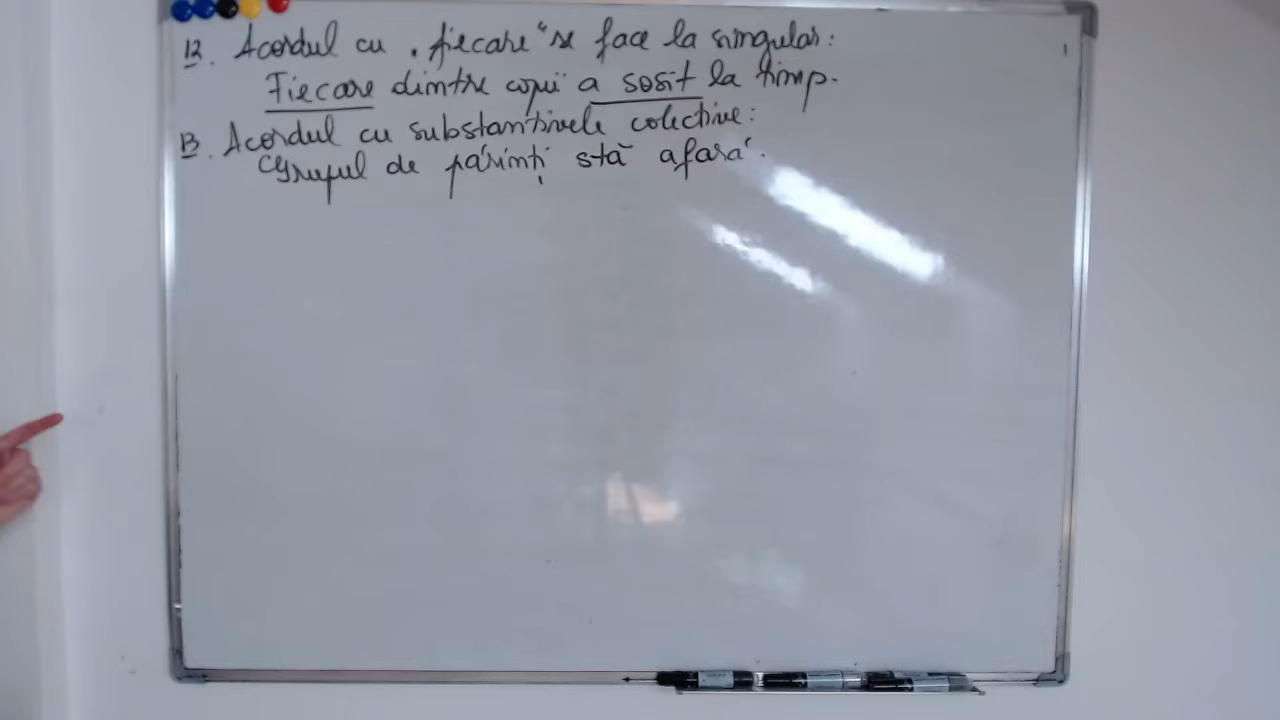 12. Acordul cu „fiecare“ se face la singular:
Fiecare dintre copii a sosit la timp.
13. Acordul cu substantivele colective:
Grupul de părinți stă afară.